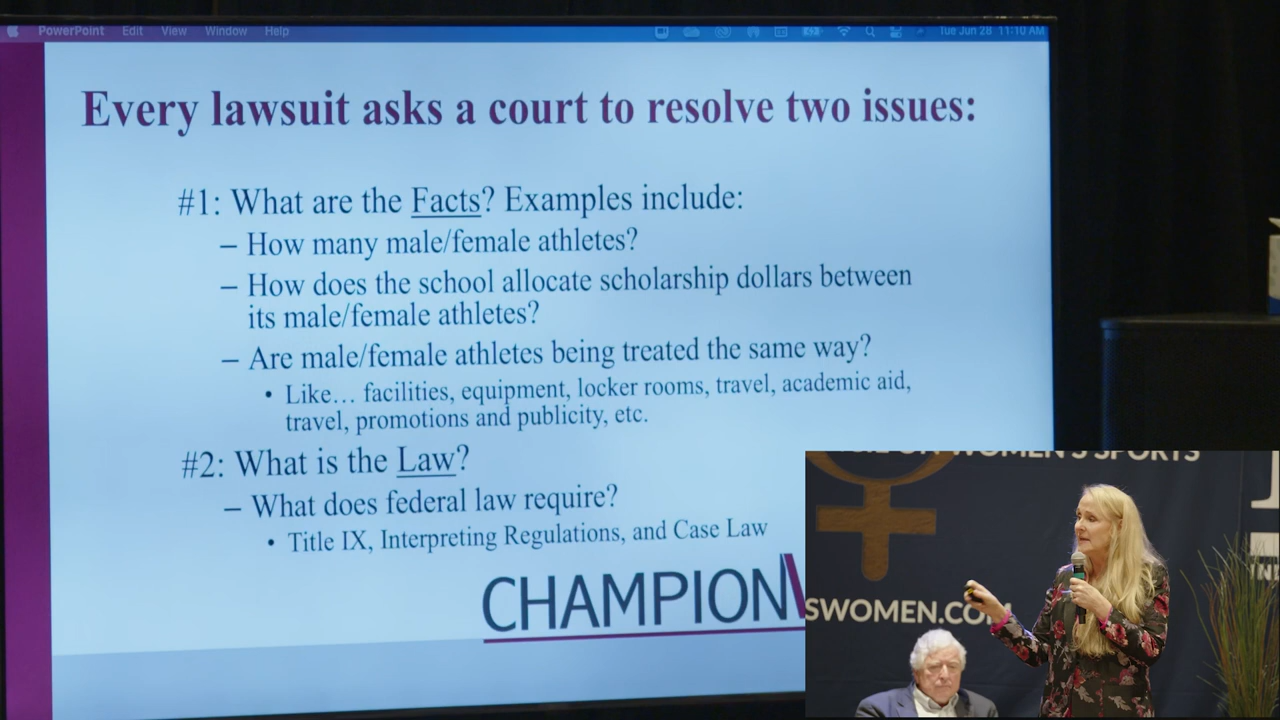 PowerPoint Edit View Window Help Tue Jun 28 11:10 AM
Every lawsuit asks a court to resolve two issues:
#1: What are the Facts? Examples include:
– How many male/female athletes?
– How does the school allocate scholarship dollars between
its male/female athletes?
– Are male/female athletes being treated the same way?
• Like… facilities, equipment, locker rooms, travel, academic aid,
travel, promotions and publicity, etc.
#2: What is the Law?
– What does federal law require?
• Title IX, Interpreting Regulations, and Case Law
CHAMPION
WOMEN'S SPORTS
SWOMEN.COM